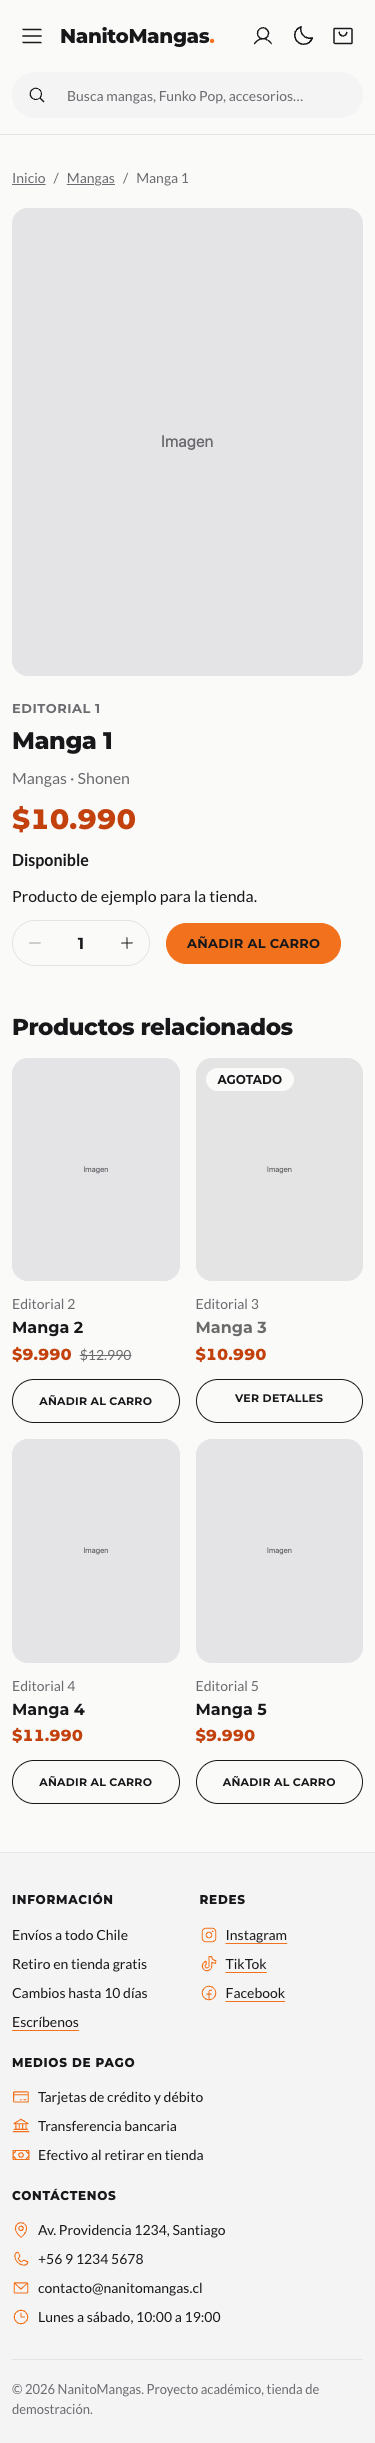 NanitoMangas.
Busca mangas, Funko Pop, accesorios...
Inicio / Mangas / Manga 1
Imagen
EDITORIAL 1
Manga 1
Mangas · Shonen
$10.990
Disponible
Producto de ejemplo para la tienda.
1
AÑADIR AL CARRO
Productos relacionados
Imagen
Editorial 2
Manga 2
$9.990 $12.990
AÑADIR AL CARRO
AGOTADO
Imagen
Editorial 3
Manga 3
$10.990
VER DETALLES
Imagen
Editorial 4
Manga 4
$11.990
AÑADIR AL CARRO
Imagen
Editorial 5
Manga 5
$9.990
AÑADIR AL CARRO
INFORMACIÓN
Envíos a todo Chile
Retiro en tienda gratis
Cambios hasta 10 días
Escríbenos
REDES
Instagram
TikTok
Facebook
MEDIOS DE PAGO
Tarjetas de crédito y débito
Transferencia bancaria
Efectivo al retirar en tienda
CONTÁCTENOS
Av. Providencia 1234, Santiago
+56 9 1234 5678
contacto@nanitomangas.cl
Lunes a sábado, 10:00 a 19:00
© 2026 NanitoMangas. Proyecto académico, tienda de
demostración.